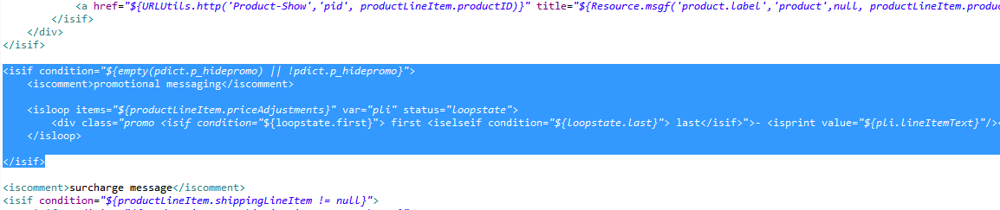 <a href="${URLUtils.http('Product-Show','pid', productLineItem.productID)}" title="${Resource.msgf('product.label','product',null, productLineItem.produc
</isif>
</div>
</isif>
<isif condition="${empty(pdict.p_hidepromo) || !pdict.p_hidepromo}">
<iscomment>promotional messaging</iscomment>
<isloop items="${productLineItem.priceAdjustments}" var="pli" status="loopstate">
<div class="promo <isif condition="${loopstate.first}"> first <iselseif condition="${loopstate.last}"> last</isif>">- <isprint value="${pli.lineItemText}"/><
</isloop>
</isif>
<iscomment>surcharge message</iscomment>
<isif condition="${productLineItem.shippingLineItem != null}">